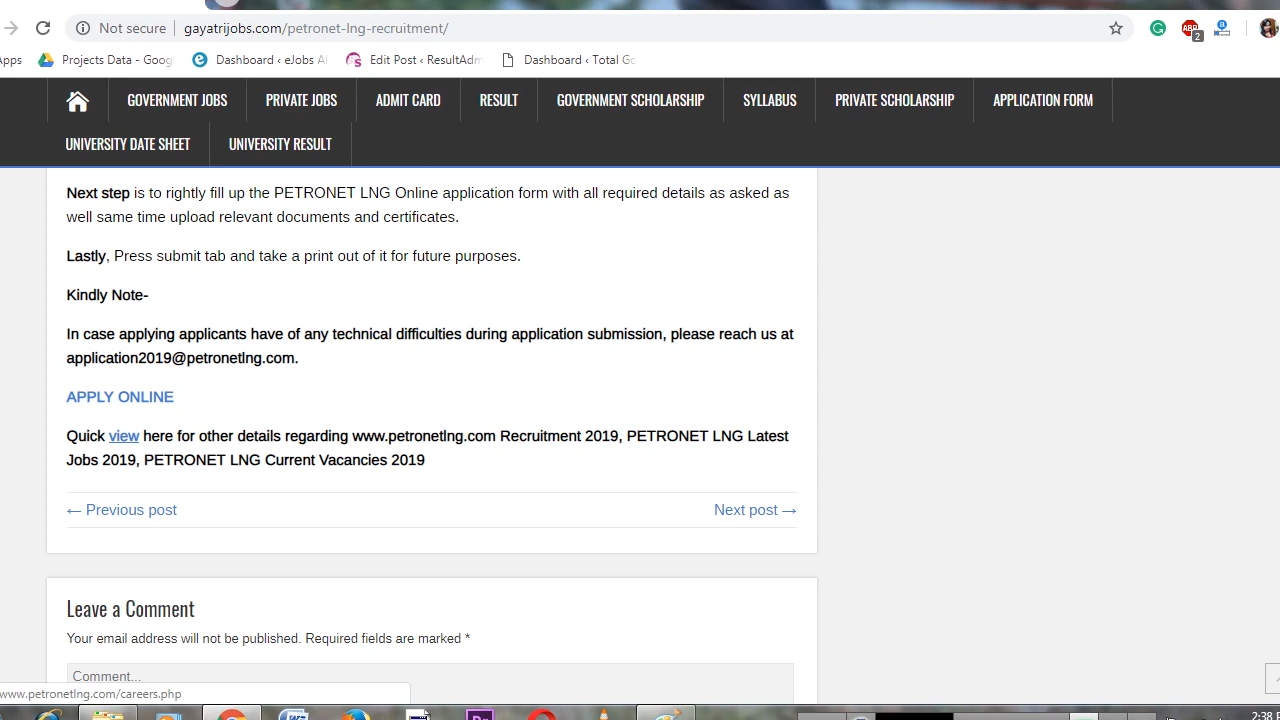 Not secure gayatrijobs.com/petronet-lng-recruitment/
ABP 2
Projects Data - Goog Dashboard ‹ eJobs Al Edit Post ‹ ResultAdm Dashboard ‹ Total Go
GOVERNMENT JOBS PRIVATE JOBS ADMIT CARD RESULT GOVERNMENT SCHOLARSHIP SYLLABUS PRIVATE SCHOLARSHIP APPLICATION FORM
UNIVERSITY DATE SHEET UNIVERSITY RESULT
Next step is to rightly fill up the PETRONET LNG Online application form with all required details as asked as
well same time upload relevant documents and certificates.
Lastly, Press submit tab and take a print out of it for future purposes.
Kindly Note-
In case applying applicants have of any technical difficulties during application submission, please reach us at
application2019@petronetlng.com.
APPLY ONLINE
Quick view here for other details regarding www.petronetlng.com Recruitment 2019, PETRONET LNG Latest
Jobs 2019, PETRONET LNG Current Vacancies 2019
← Previous post Next post →
Leave a Comment
Your email address will not be published. Required fields are marked *
Comment...
www.petronetlng.com/careers.php
2:38